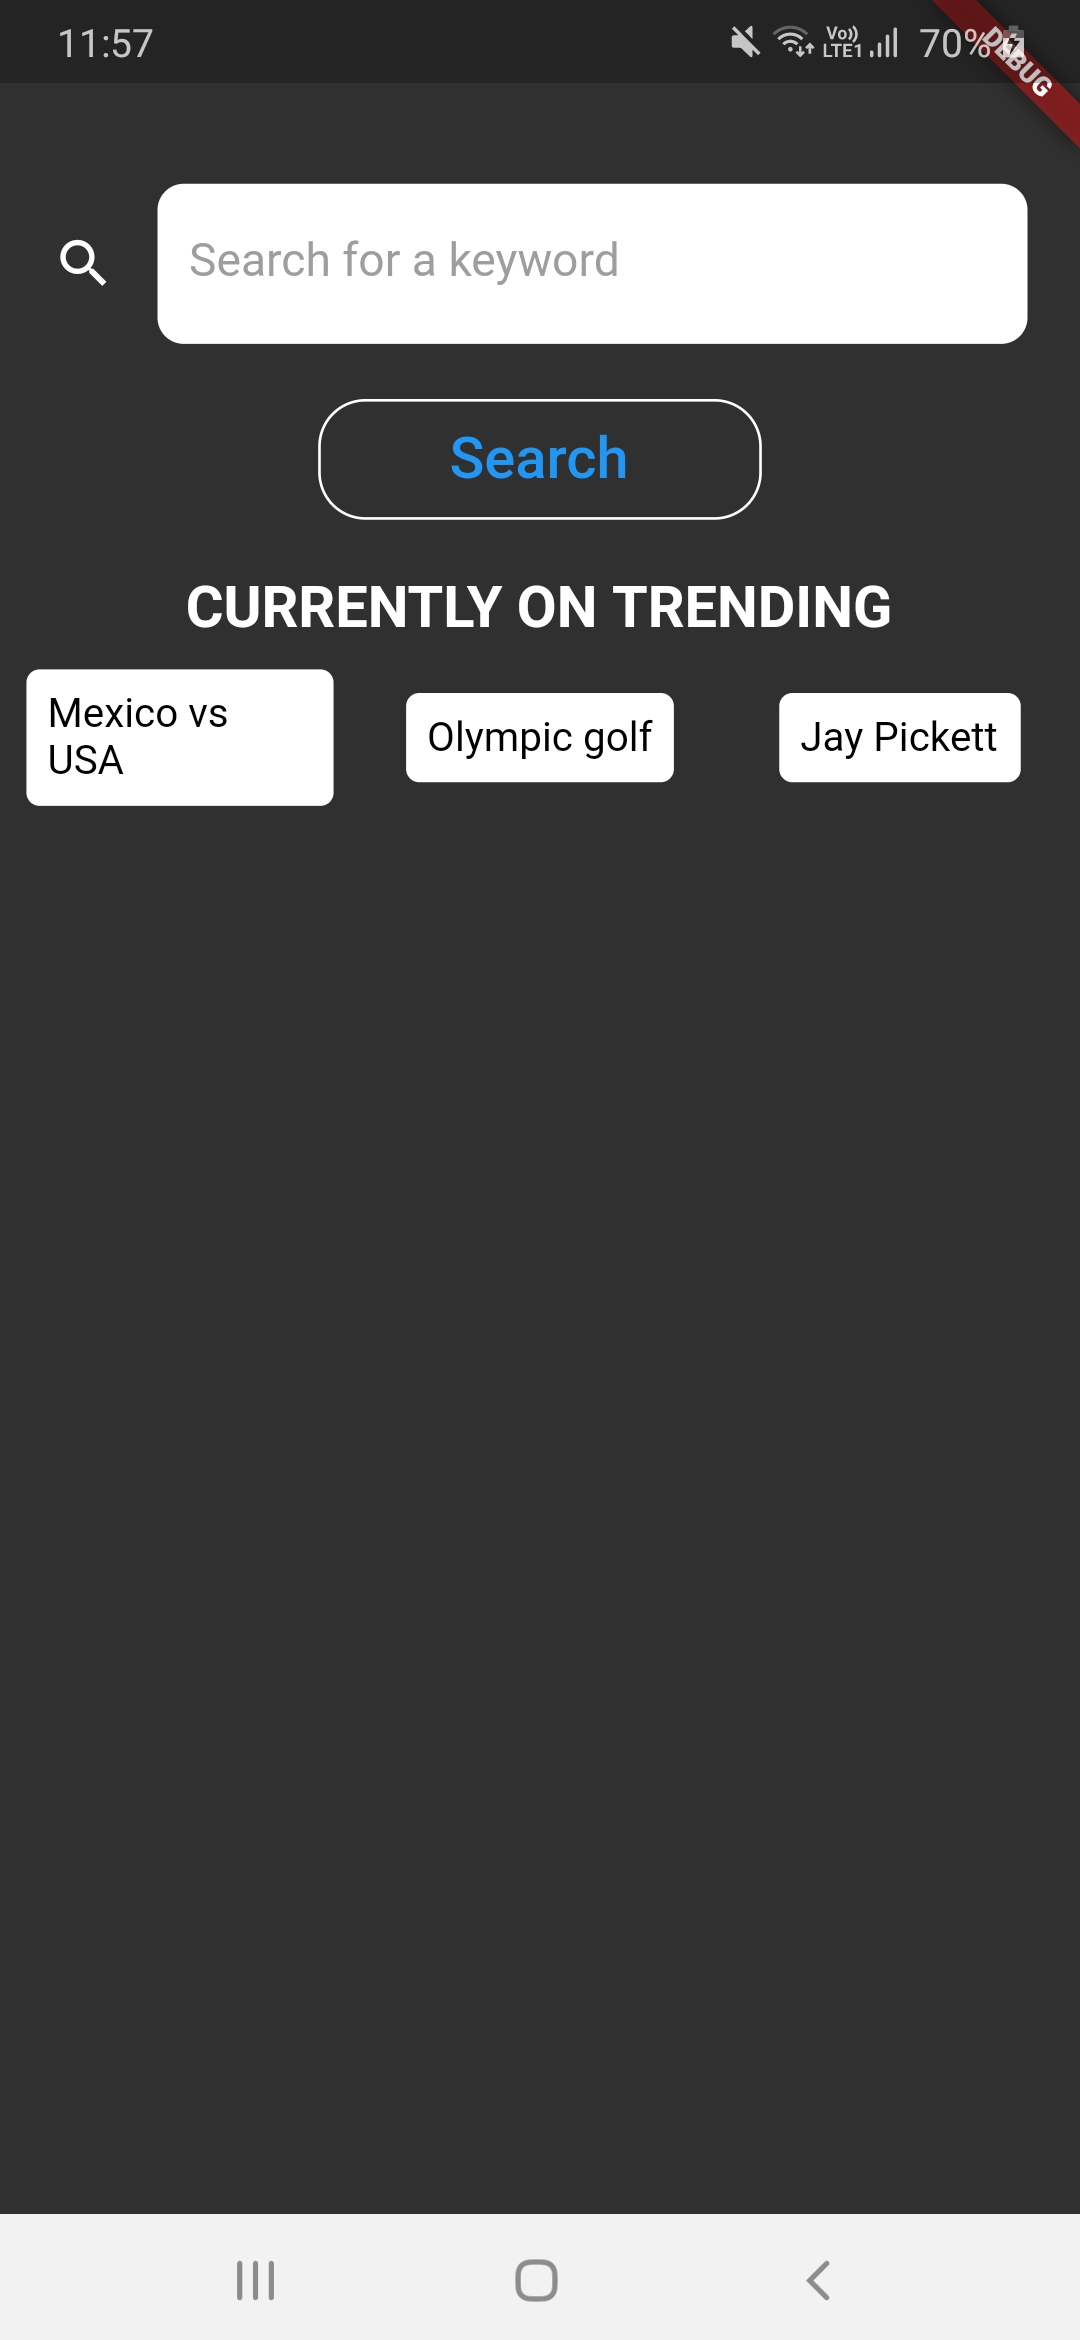 11:57
Vo))
LTE1
70%
DEBUG
Search for a keyword
Search
CURRENTLY ON TRENDING
Mexico vs
USA
Olympic golf
Jay Pickett